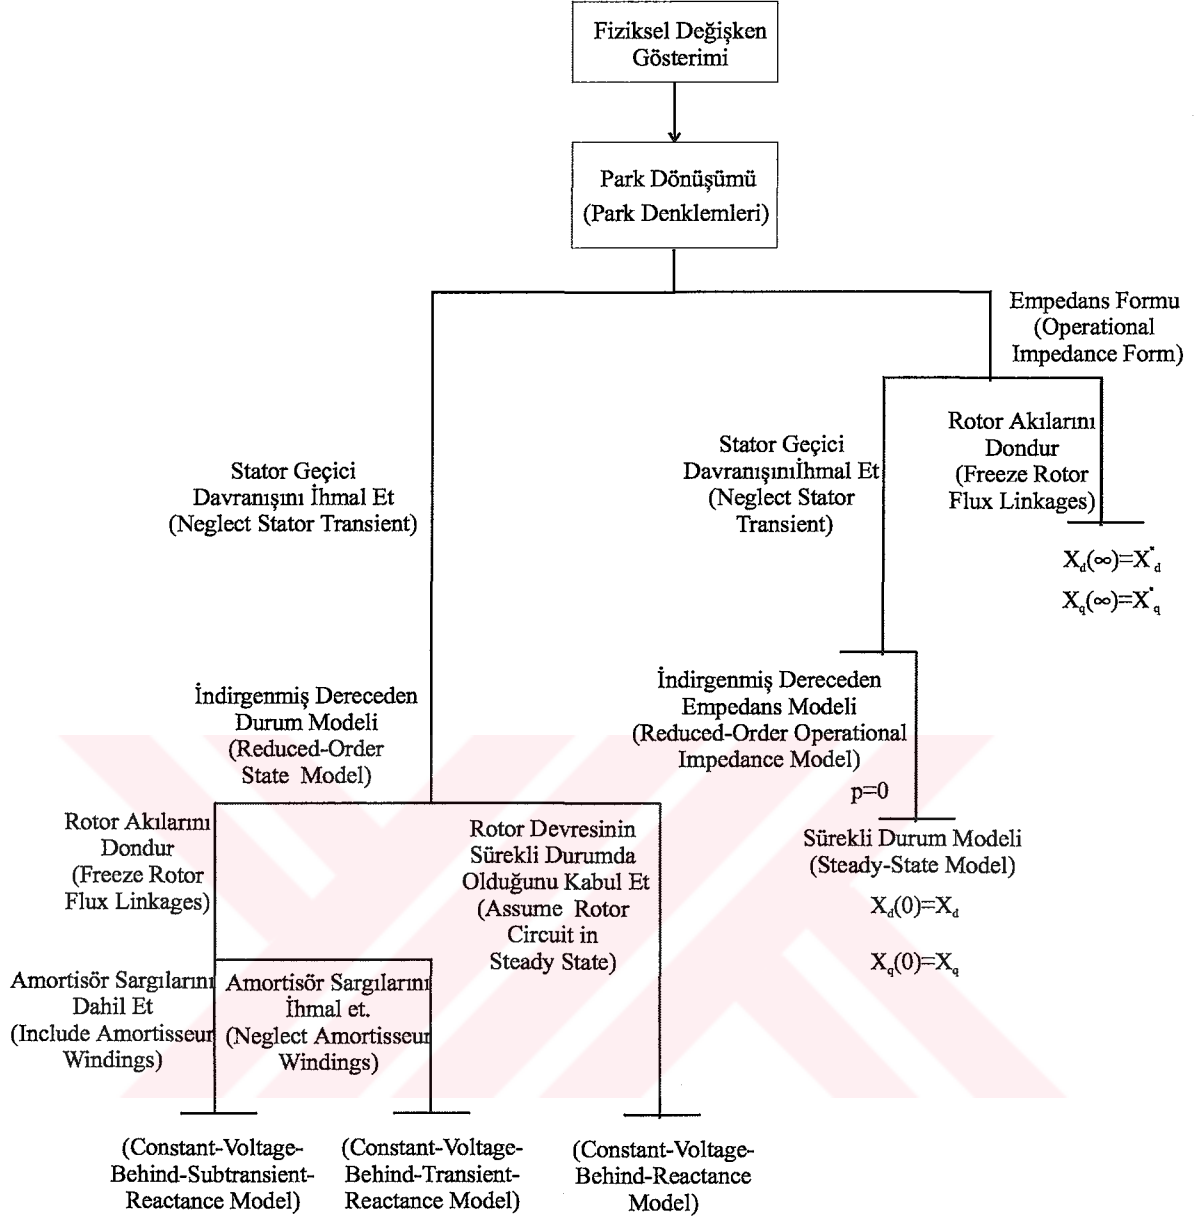 Fiziksel Değişken
Gösterimi
Park Dönüşümü
(Park Denklemleri)
Empedans Formu
(Operational
Impedance Form)
Rotor Akılarını
Dondur
(Freeze Rotor
Flux Linkages)
Stator Geçici
Davranışınıİhmal Et
(Neglect Stator
Transient)
Stator Geçici
Davranışını İhmal Et
(Neglect Stator Transient)
X_d(∞)=X"_d
X_q(∞)=X"_q
İndirgenmiş Dereceden
Empedans Modeli
(Reduced-Order Operational
Impedance Model)
p=0
İndirgenmiş Dereceden
Durum Modeli
(Reduced-Order
State Model)
Rotor Akılarını
Dondur
(Freeze Rotor
Flux Linkages)
Rotor Devresinin
Sürekli Durumda
Olduğunu Kabul Et
(Assume Rotor
Circuit in
Steady State)
Sürekli Durum Modeli
(Steady-State Model)
X_d(0)=X_d
X_q(0)=X_q
Amortisör Sargılarını
Dahil Et
(Include Amortisseur
Windings)
Amortisör Sargılarını
İhmal et.
(Neglect Amortisseur
Windings)
(Constant-Voltage-
Behind-Subtransient-
Reactance Model)
(Constant-Voltage-
Behind-Transient-
Reactance Model)
(Constant-Voltage-
Behind-Reactance
Model)